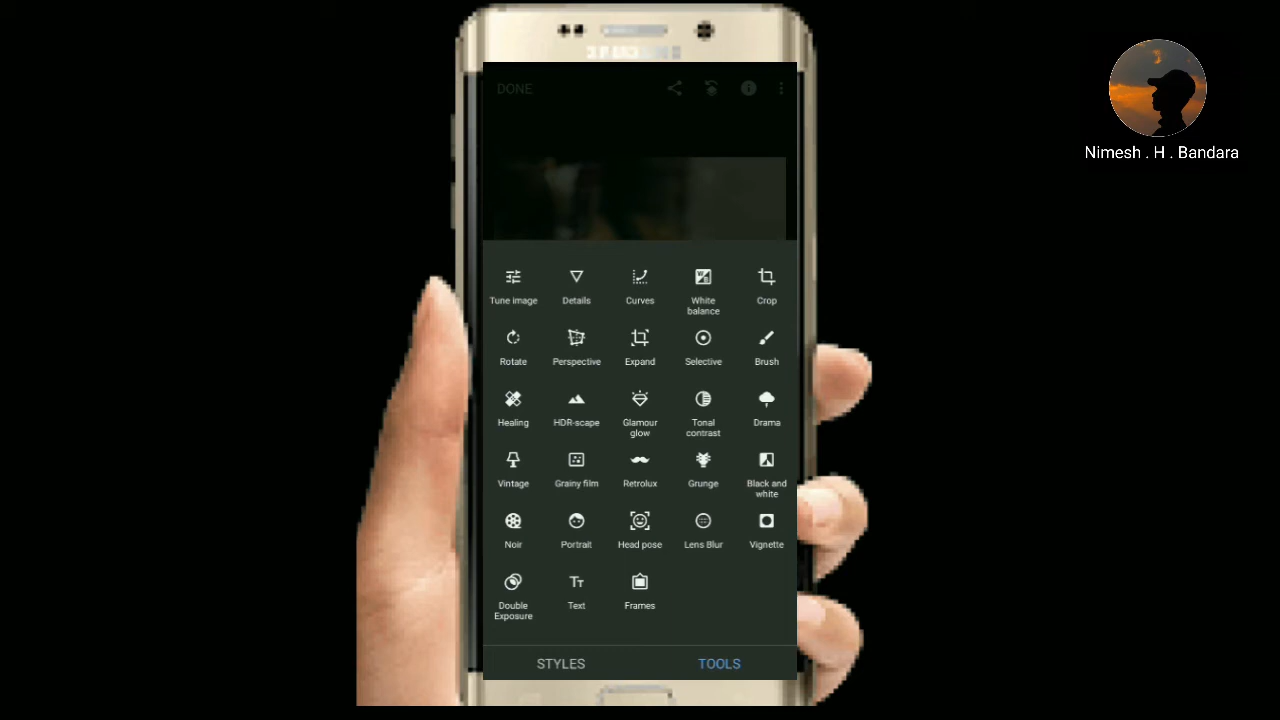 SAMSUNG
DONE
Nimesh . H . Bandara
Tune image
Details
Curves
White
balance
Crop
Rotate
Perspective
Expand
Selective
Brush
Healing
HDR-scape
Glamour
glow
Tonal
contrast
Drama
Vintage
Grainy film
Retrolux
Grunge
Black and
white
Noir
Portrait
Head pose
Lens Blur
Vignette
Double
Exposure
Text
Frames
STYLES
TOOLS